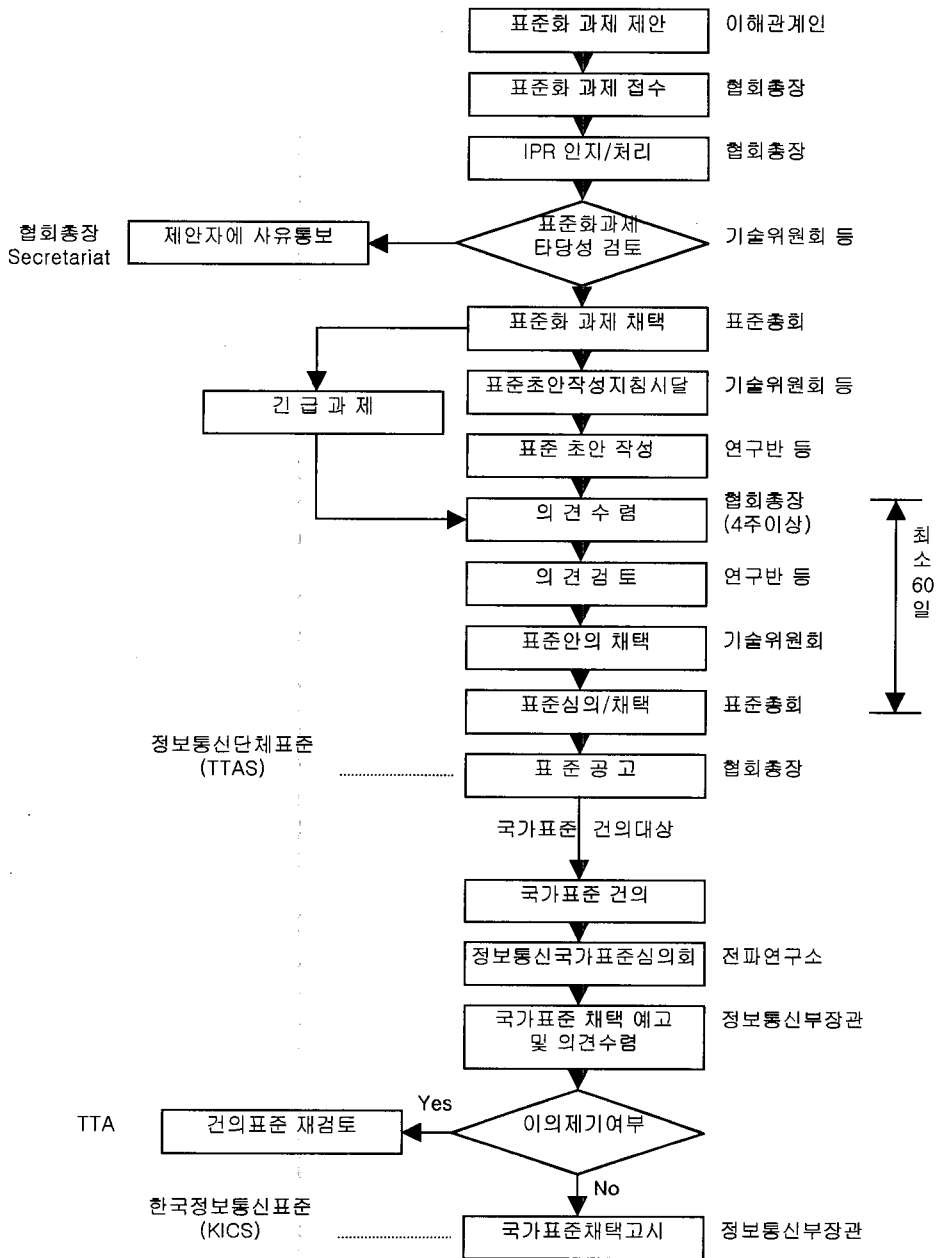 표준화 과제 제안 이해관계인
표준화 과제 접수 협회총장
IPR 인지/처리 협회총장
협회총장
Secretariat
제안자에 사유통보
표준화과제
타당성 검토
기술위원회 등
표준화 과제 채택 표준총회
긴 급 과 제
표준초안작성지침시달 기술위원회 등
표준 초안 작성 연구반 등
의 견 수 렴
협회총장
(4주이상)
최
소
60
일
의 견 검 토 연구반 등
표준안의 채택 기술위원회
표준심의/채택 표준총회
정보통신단체표준
(TTAS)
표 준 공 고 협회총장
국가표준 건의대상
국가표준 건의
정보통신국가표준심의회 전파연구소
국가표준 채택 예고
및 의견수렴
정보통신부장관
TTA
건의표준 재검토
Yes
이의제기여부
No
한국정보통신표준
(KICS)
국가표준채택고시 정보통신부장관